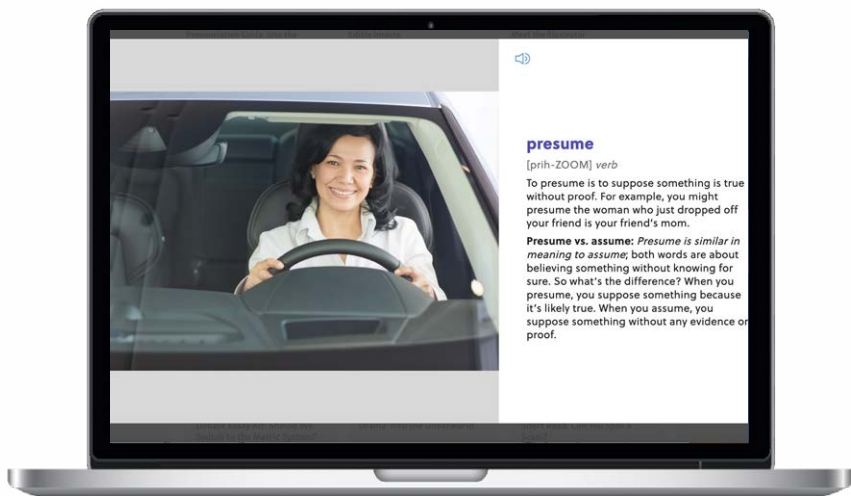 presume
[prih-ZOOM] verb
To presume is to suppose something is true
without proof. For example, you might
presume the woman who just dropped off
your friend is your friend's mom.
Presume vs. assume: Presume is similar in
meaning to assume; both words are about
believing something without knowing for
sure. So what's the difference? When you
presume, you suppose something because
it's likely true. When you assume, you
suppose something without any evidence or
proof.